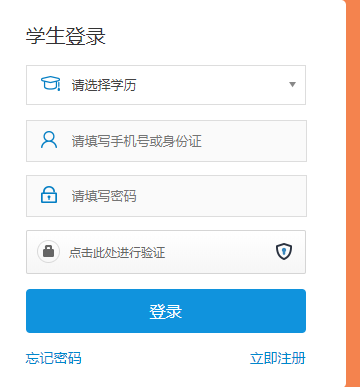 学生登录
请选择学历
请填写手机号或身份证
请填写密码
点击此处进行验证
登录
忘记密码 立即注册